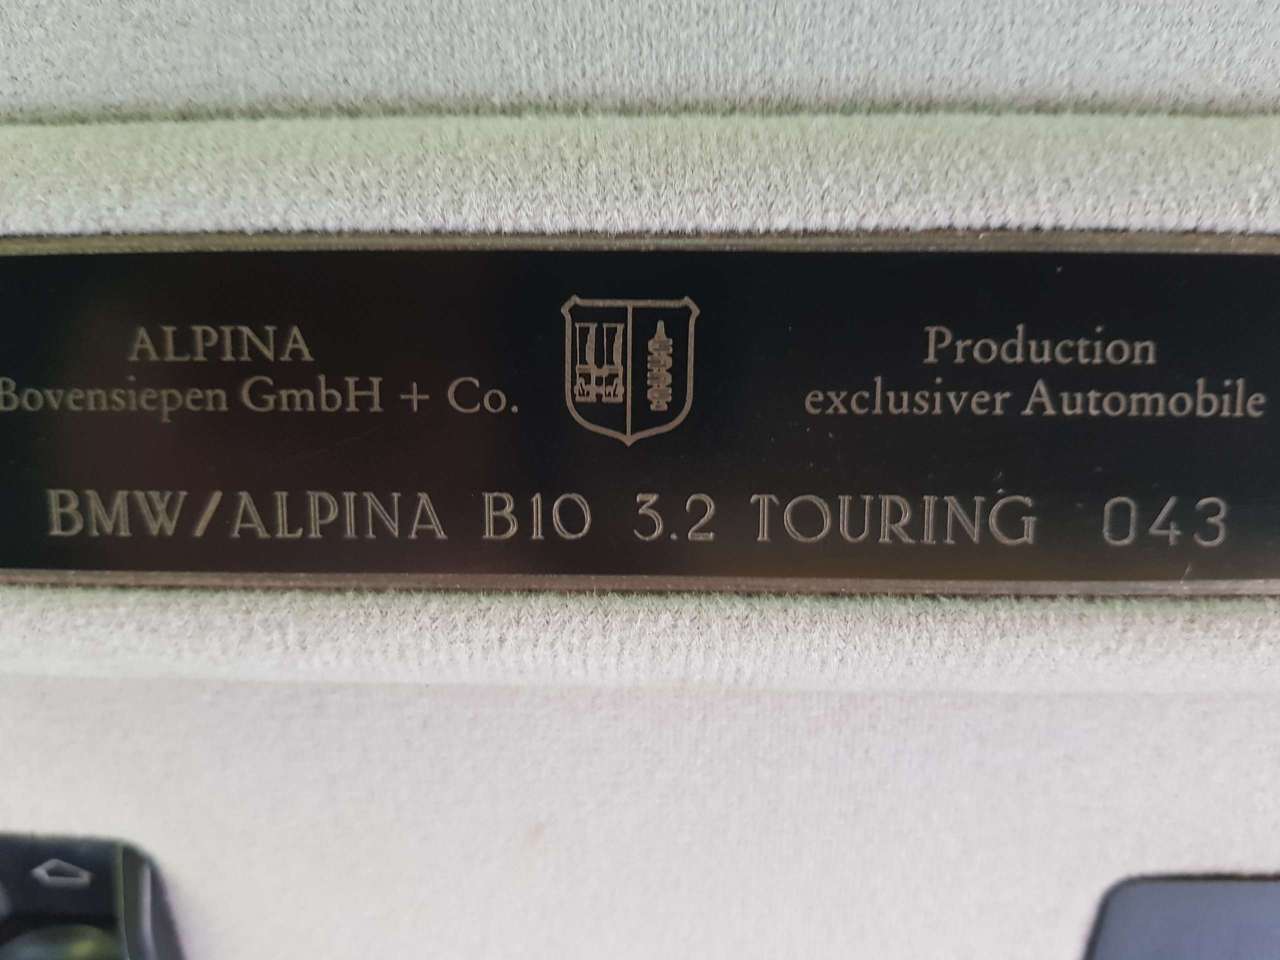 ALPINA
Bovensiepen GmbH + Co.
Production
exclusiver Automobile
BMW/ALPINA B10 3.2 TOURING 043